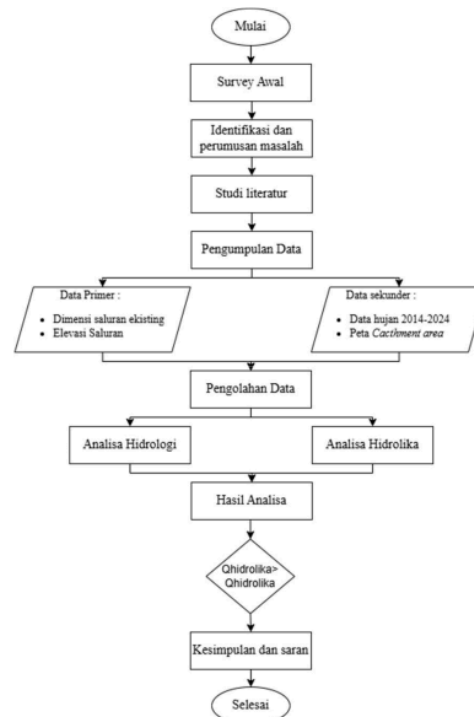 Mulai
Survey Awal
Identifikasi dan
perumusan masalah
Studi literatur
Pengumpulan Data
Data Primer :
• Dimensi saluran ekisting
• Elevasi Saluran
Data sekunder :
• Data hujan 2014-2024
• Peta Cacthment area
Pengolahan Data
Analisa Hidrologi
Analisa Hidrolika
Hasil Analisa
Qhidrolika>
Qhidrolika
Kesimpulan dan saran
Selesai